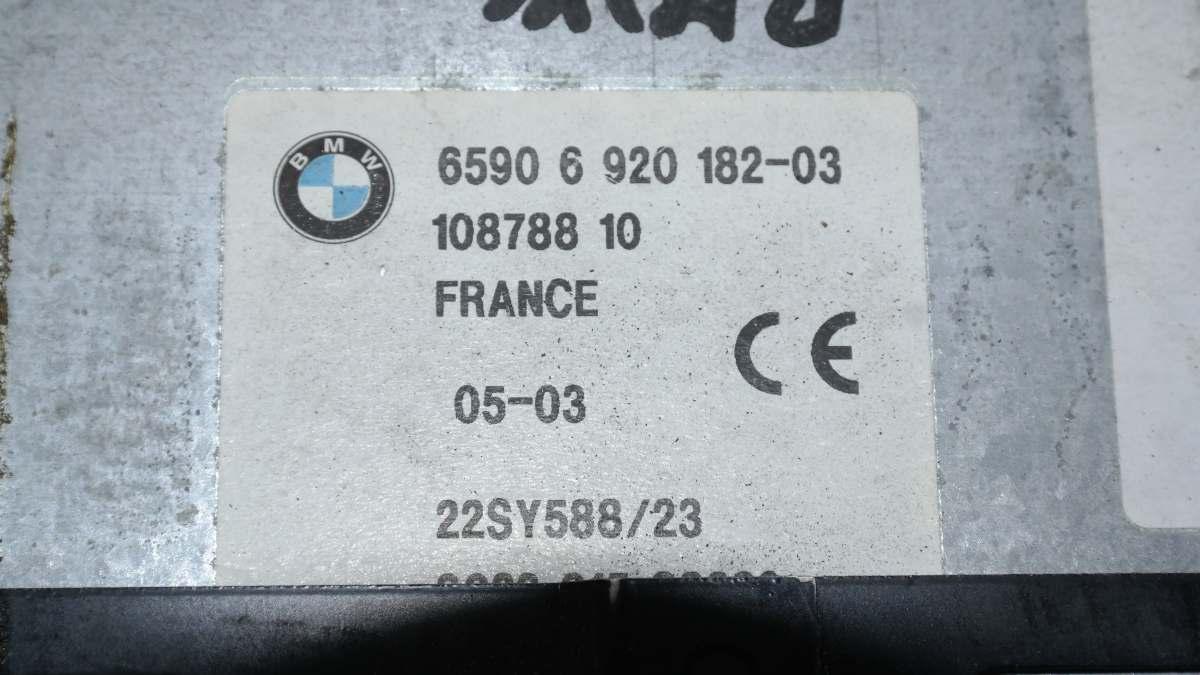 BMW
6590 6 920 182-03
108788 10
FRANCE
CE
05-03
22SY588/23